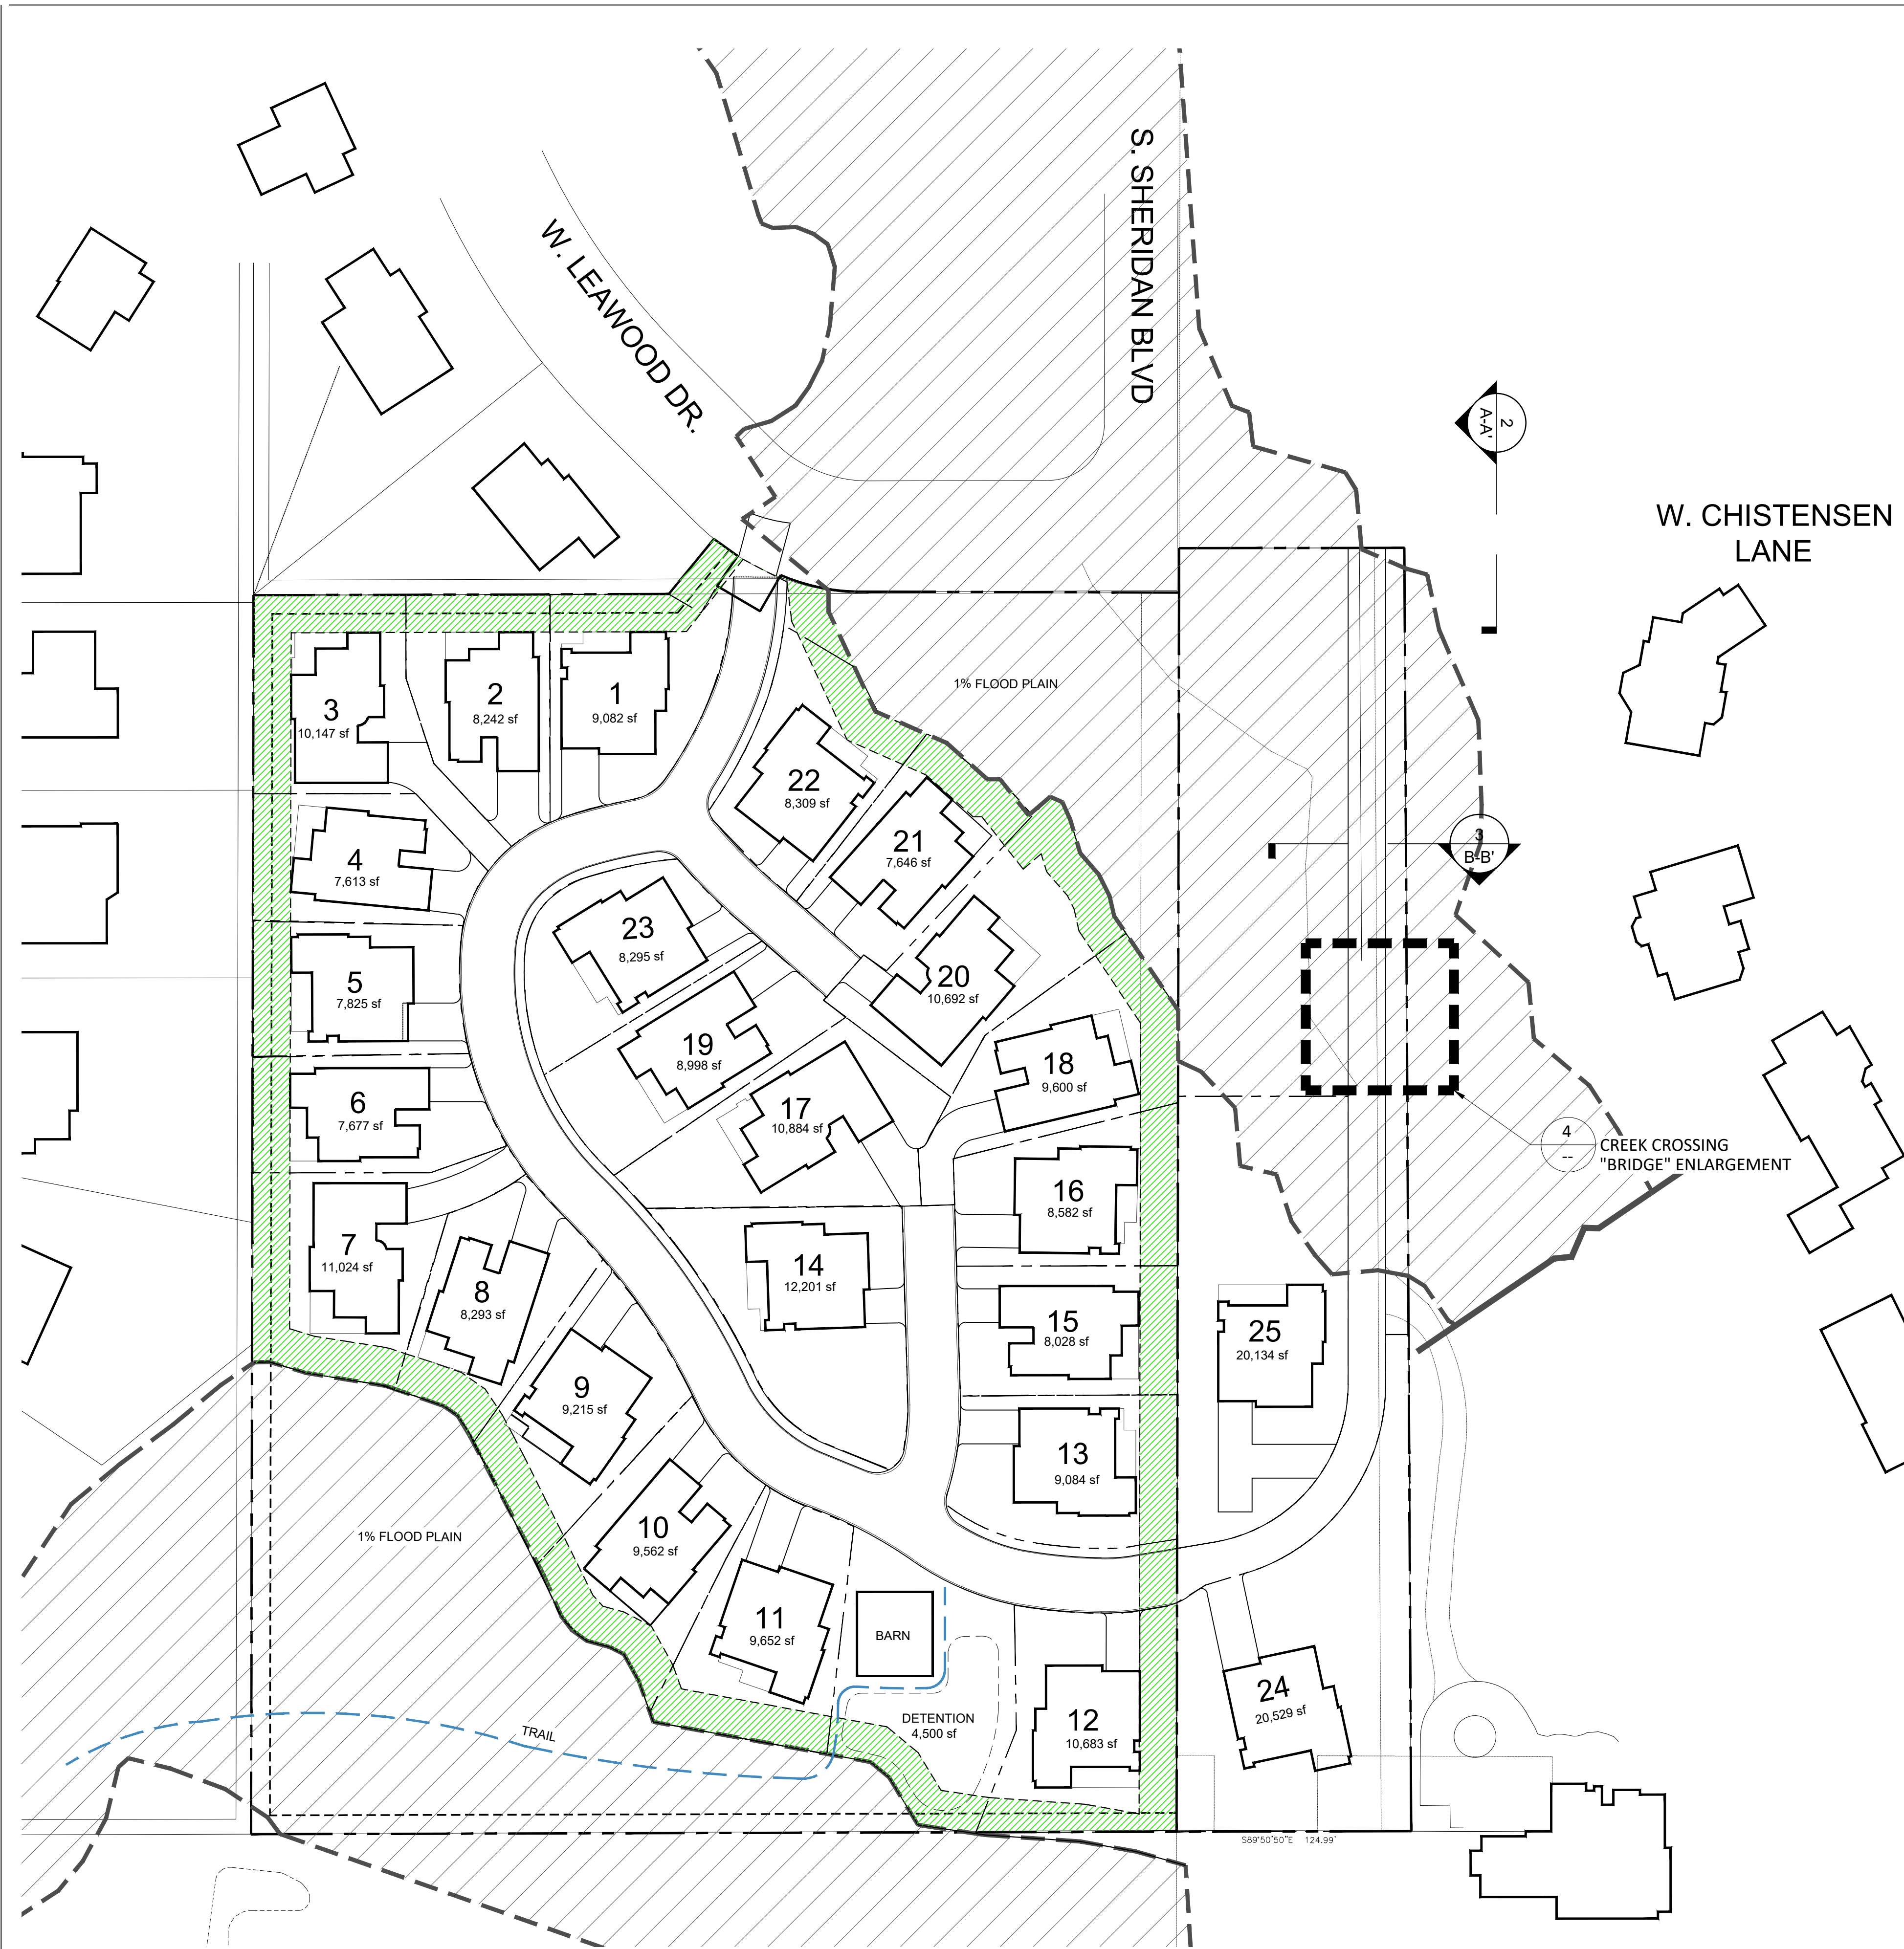 W. LEAWOOD DR.
S. SHERIDAN BLVD
2
A-A'
W. CHISTENSEN
LANE
1% FLOOD PLAIN
3
10,147 sf
2
8,242 sf
1
9,082 sf
22
8,309 sf
21
7,646 sf
3
B-B'
4
7,613 sf
23
8,295 sf
5
7,825 sf
20
10,692 sf
19
8,998 sf
18
9,600 sf
6
7,677 sf
17
10,884 sf
4
--
CREEK CROSSING
"BRIDGE" ENLARGEMENT
16
8,582 sf
7
11,024 sf
14
12,201 sf
8
8,293 sf
15
8,028 sf
25
20,134 sf
9
9,215 sf
13
9,084 sf
1% FLOOD PLAIN
10
9,562 sf
11
9,652 sf
BARN
24
20,529 sf
TRAIL
DETENTION
4,500 sf
12
10,683 sf
S89°50'50"E 124.99'